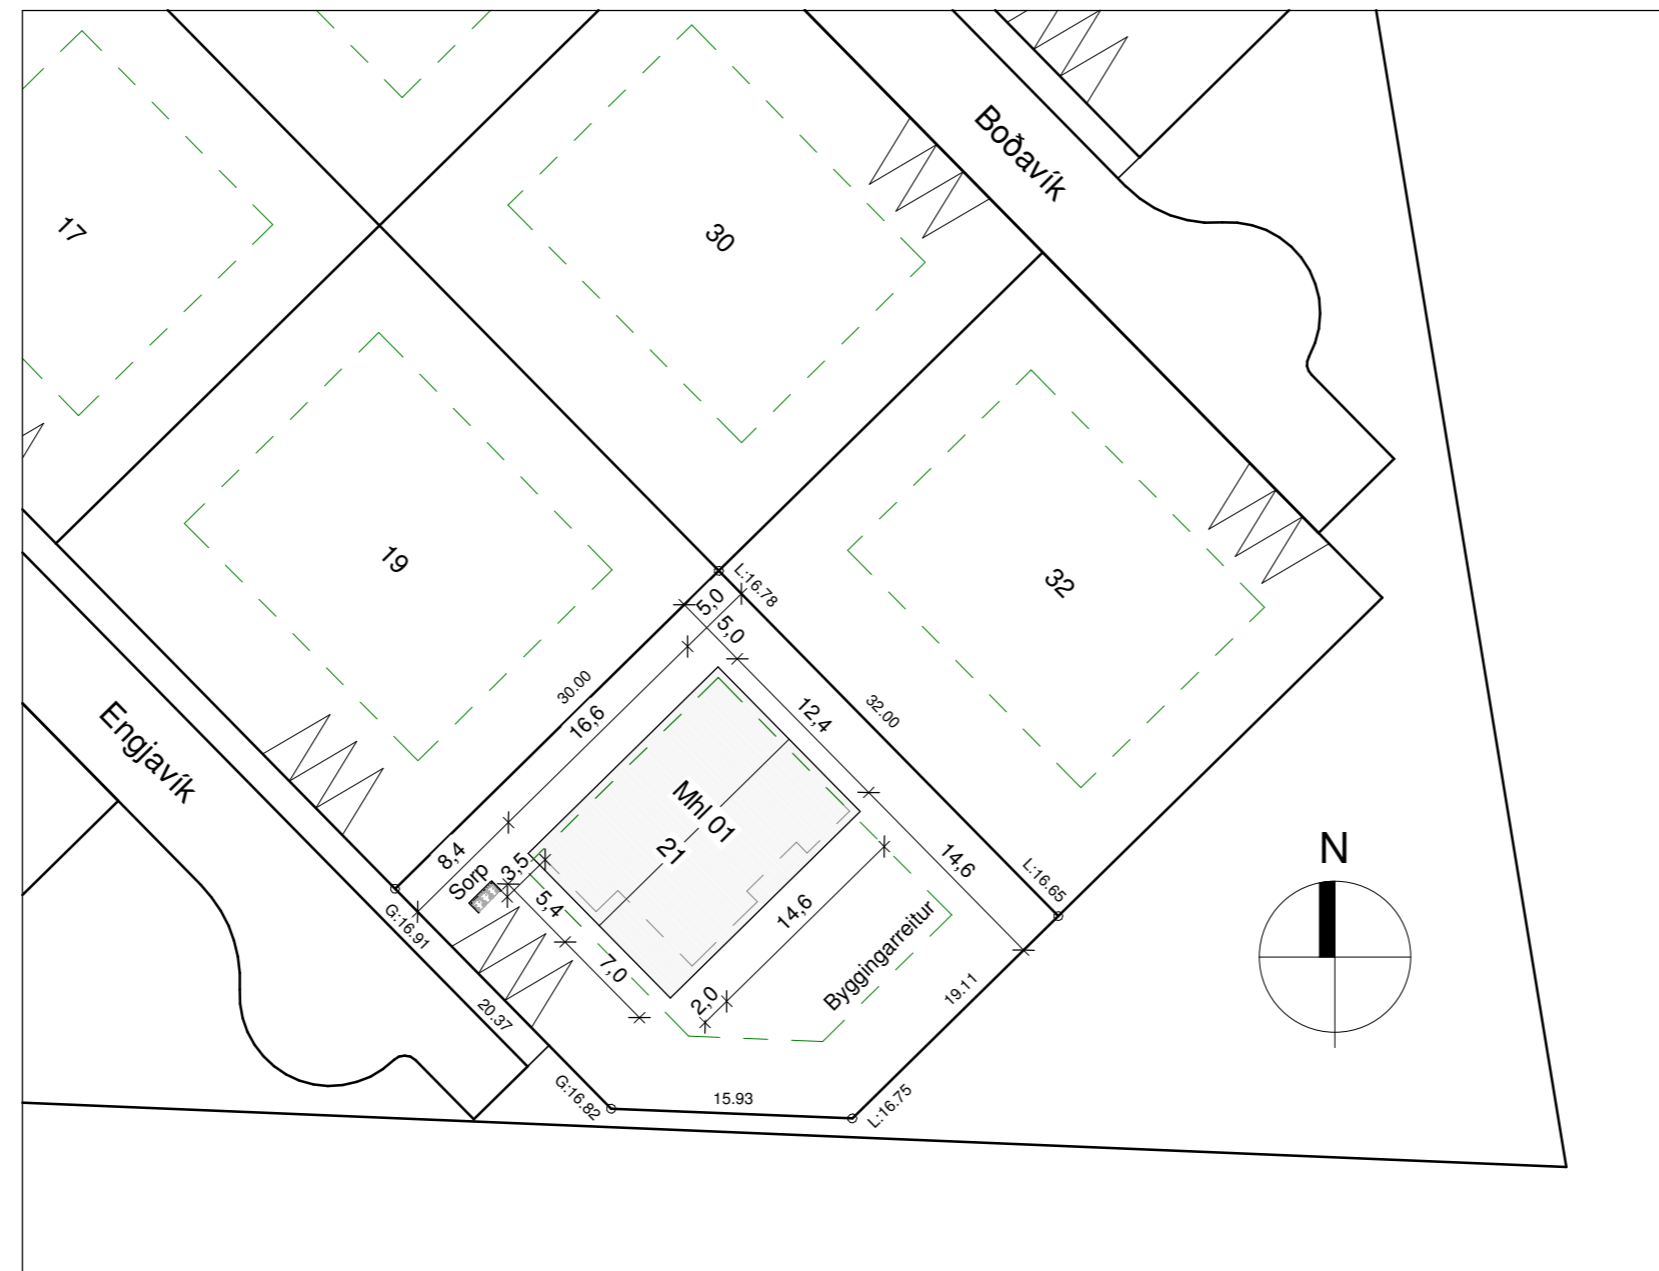 Boðavík
17
30
19
32
L:16.78
5,0
5,0
30.00
16,6
12,4
32.00
Engjavík
Mhl 01
21
8,4
3,5
Sorp
5,4
14,6
14,6
L:16.65
N
G:16.91
7,0
2,0
Byggingarreitur
19.11
20.37
G:16.82
15.93
L:16.75